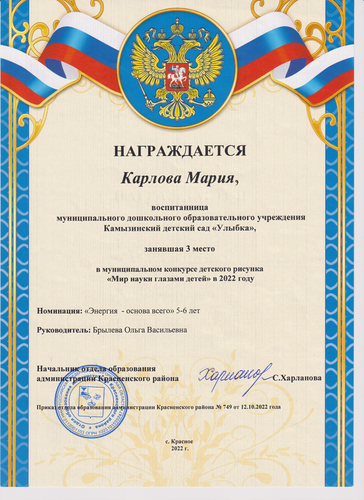 НАГРАЖДАЕТСЯ
Карлова Мария,
воспитанница
муниципального дошкольного образовательного учреждения
Камызинский детский сад «Улыбка»,
занявшая 3 место
в муниципальном конкурсе детского рисунка
«Мир науки глазами детей» в 2022 году
Номинация: «Энергия - основа всего» 5-6 лет
Руководитель: Брылева Ольга Васильевна
Начальник отдела образования
администрации Красненского района
С.Харланова
Приказ отдела образования администрации Красненского района № 749 от 12.10.2022 года
с. Красное
2022 г.